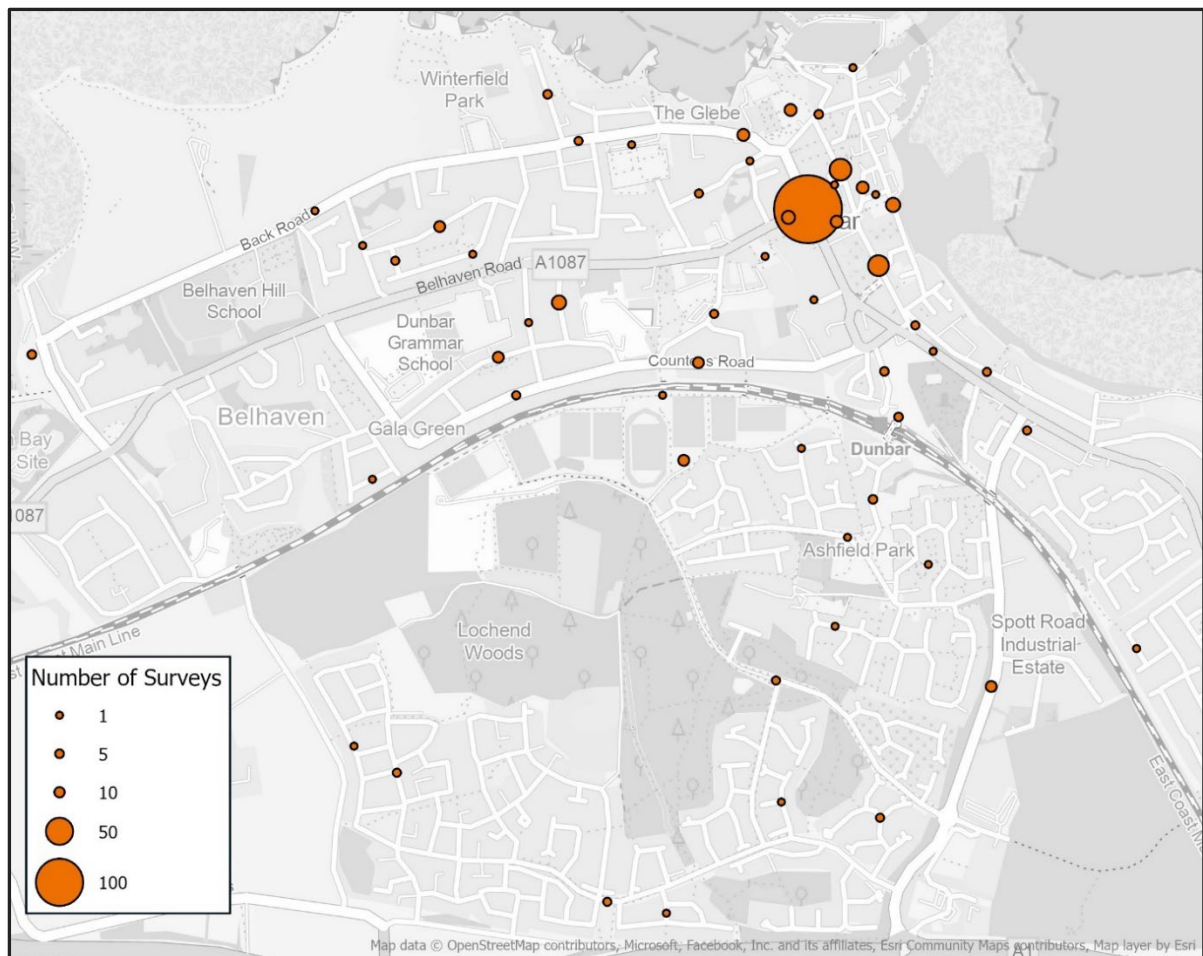 Winterfield
Park
The Glebe
ar
Back Road
Belhaven Road
A1087
Belhaven Hill
School
Dunbar
Grammar
School
Road
Belhaven
Gala Green
Bay
Site
Dunbar
1087
Ashfield Park
Lochend
Woods
Spott Road
Industrial
Estate
Main Line
East Coast M
Number of Surveys
1
5
10
50
100
A1
Map data © OpenStreetMap contributors, Microsoft, Facebook, Inc. and its affiliates, Esri Community Maps contributors, Map layer by Esri